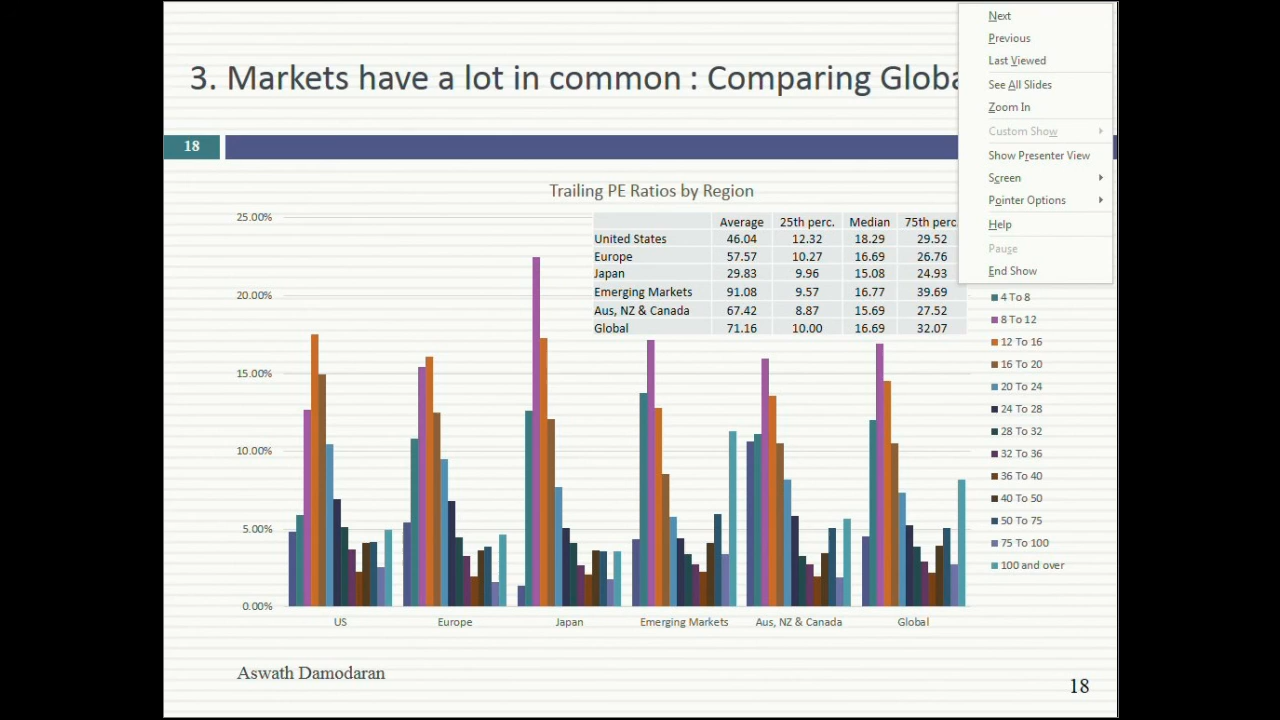 3. Markets have a lot in common : Comparing Globa
18
Next
Previous
Last Viewed
See All Slides
Zoom In
Custom Show
Show Presenter View
Screen
Pointer Options
Help
Pause
End Show
Trailing PE Ratios by Region
Average 25th perc. Median 75th perc
United States 46.04 12.32 18.29 29.52
Europe 57.57 10.27 16.69 26.76
Japan 29.83 9.96 15.08 24.93
Emerging Markets 91.08 9.57 16.77 39.69
Aus, NZ & Canada 67.42 8.87 15.69 27.52
Global 71.16 10.00 16.69 32.07
25.00%
20.00%
15.00%
10.00%
5.00%
0.00%
US Europe Japan Emerging Markets Aus, NZ & Canada Global
4 To 8
8 To 12
12 To 16
16 To 20
20 To 24
24 To 28
28 To 32
32 To 36
36 To 40
40 To 50
50 To 75
75 To 100
100 and over
Aswath Damodaran
18